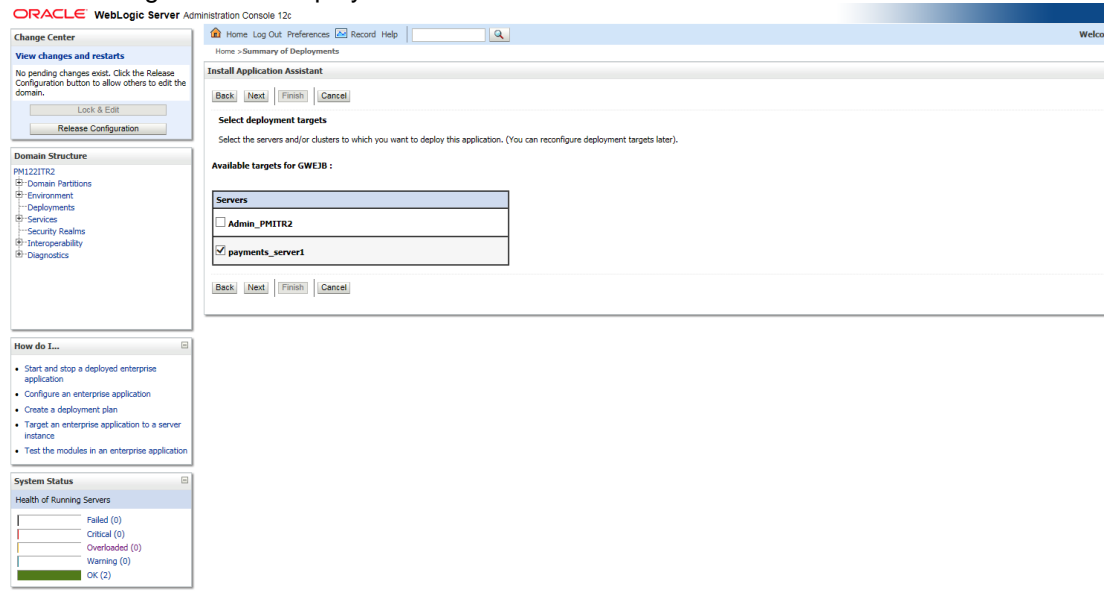 ORACLE WebLogic Server Administration Console 12c
Change Center
View changes and restarts
No pending changes exist. Click the Release
Configuration button to allow others to edit the
domain.
Lock & Edit
Release Configuration
Domain Structure
PM122ITR2
Domain Partitions
Environment
Deployments
Services
Security Realms
Interoperability
Diagnostics
How do I...
Start and stop a deployed enterprise
application
Configure an enterprise application
Create a deployment plan
Target an enterprise application to a server
instance
Test the modules in an enterprise application
System Status
Health of Running Servers
Failed (0)
Critical (0)
Overloaded (0)
Warning (0)
OK (2)
Home Log Out Preferences Record Help
Welco
Home >Summary of Deployments
Install Application Assistant
Back Next Finish Cancel
Select deployment targets
Select the servers and/or clusters to which you want to deploy this application. (You can reconfigure deployment targets later).
Available targets for GWEJB :
Servers
Admin_PMITR2
payments_server1
Back Next Finish Cancel